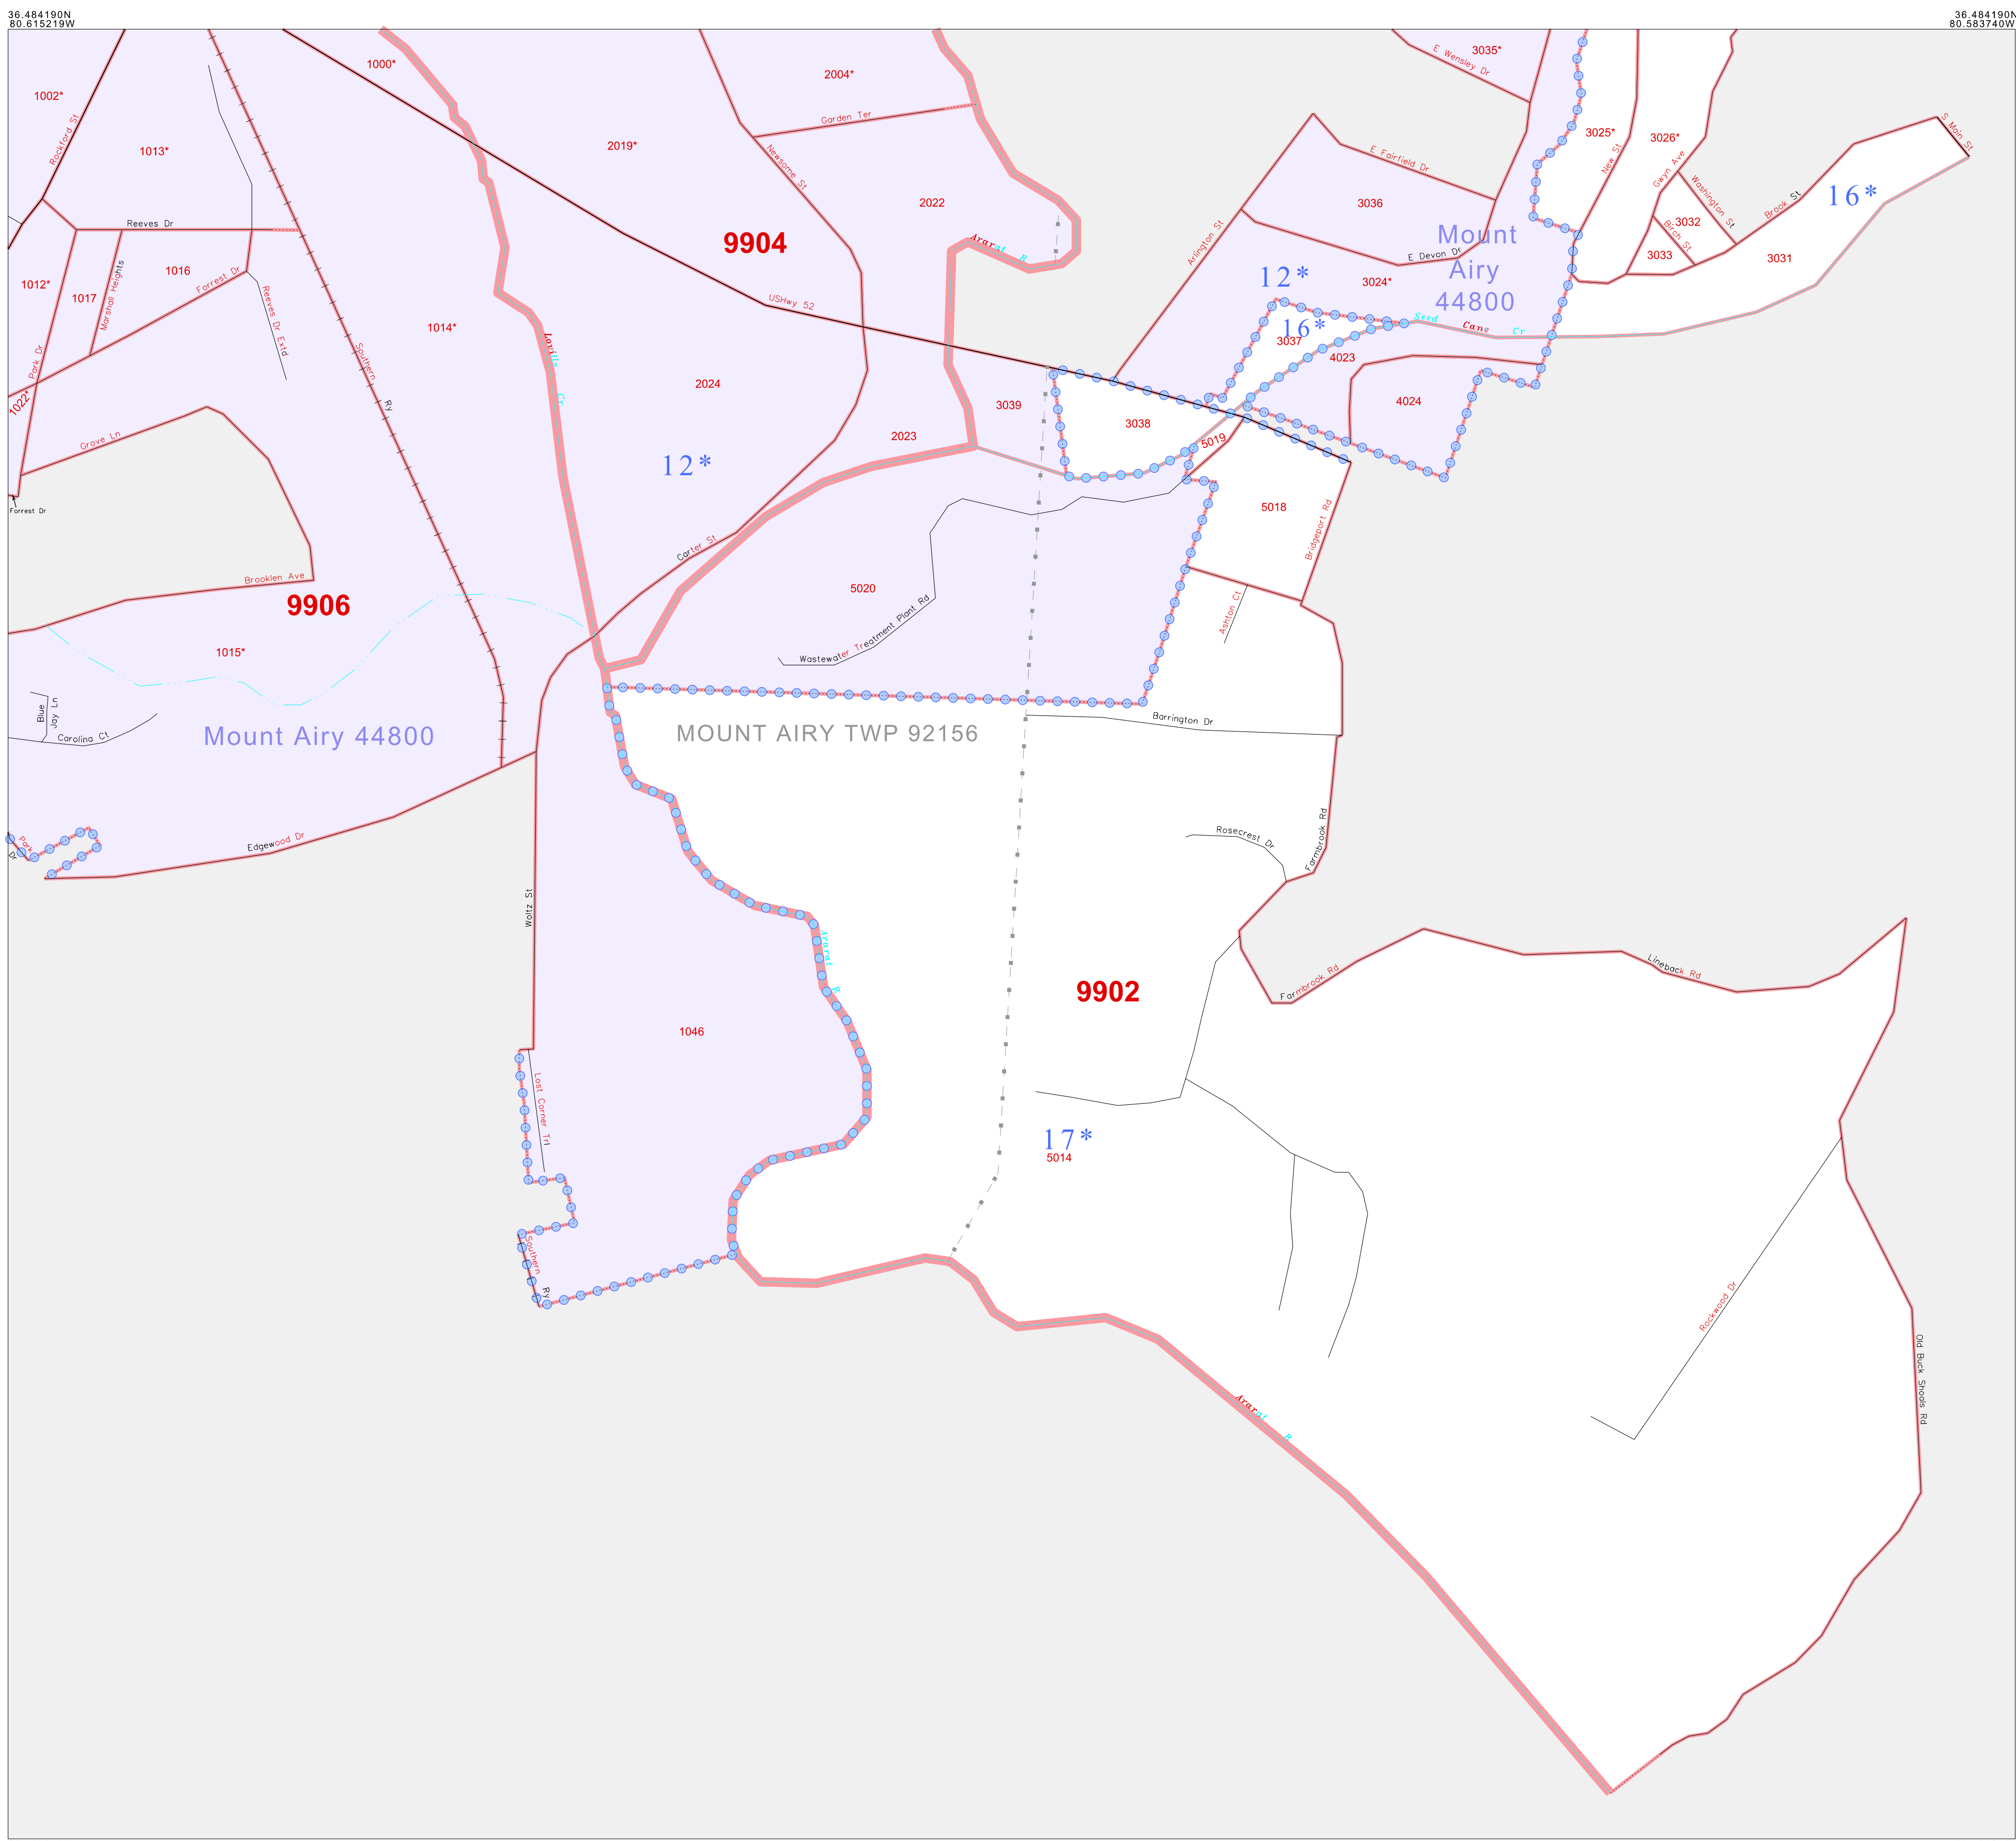 36.484190N
80.615219W
36.484190N
80.583740W
1002*
1000*
2004*
3035*
E Wensley Dr
Rockford St
1013*
2019*
Garden Ter
Newsome St
3025*
3026*
S Main St
New St
Gwyn Ave
Washington St
Brook St
16*
E Fairfield Dr
3036
3032
Birch St
3033
3031
2022
Reeves Dr
9904
Ararat R
Arlington St
E Devon Dr
Mount
Airy
44800
1012*
1017
Marshall Heights
1016
Forrest Dr
Reeves Dr Extd
12*
3024*
USHwy 52
1014*
Southern Ry
Lovills Cr
16*
3037
Seed Cane Cr
4023
Park Dr
1022*
2024
3039
3038
4024
Grove Ln
2023
5019
12*
Forrest Dr
5018
Bridgeport Rd
Carter St
Brooklen Ave
9906
5020
Wastewater Treatment Plant Rd
Ashton Ct
1015*
Blue
Jay Ln
Carolina Ct
Mount Airy 44800
MOUNT AIRY TWP 92156
Barrington Dr
Park
Dr
Edgewood Dr
Rosecrest Dr
Farmbrook Rd
Woltz St
Ararat R
9902
Farmbrook Rd
Lineback Rd
1046
Lost Corner Trl
17*
5014
Southern Ry
Rockwood Dr
Old Buck Shoals Rd
Ararat R